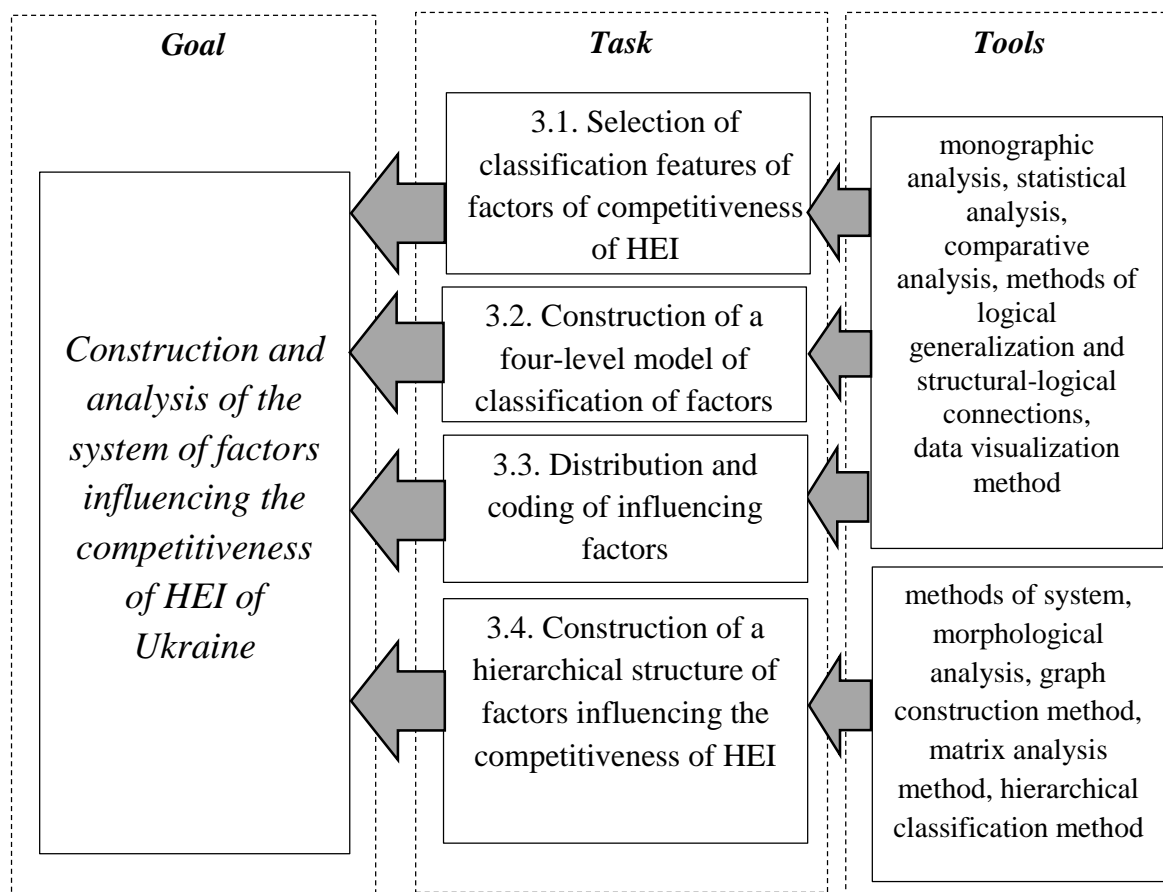 Goal
Construction and
analysis of the
system of factors
influencing the
competitiveness
of HEI of
Ukraine
Task
3.1. Selection of
classification features of
factors of competitiveness
of HEI
3.2. Construction of a
four-level model of
classification of factors
3.3. Distribution and
coding of influencing
factors
3.4. Construction of a
hierarchical structure of
factors influencing the
competitiveness of HEI
Tools
monographic
analysis, statistical
analysis,
comparative
analysis, methods of
logical
generalization and
structural-logical
connections,
data visualization
method
methods of system,
morphological
analysis, graph
construction method,
matrix analysis
method, hierarchical
classification method